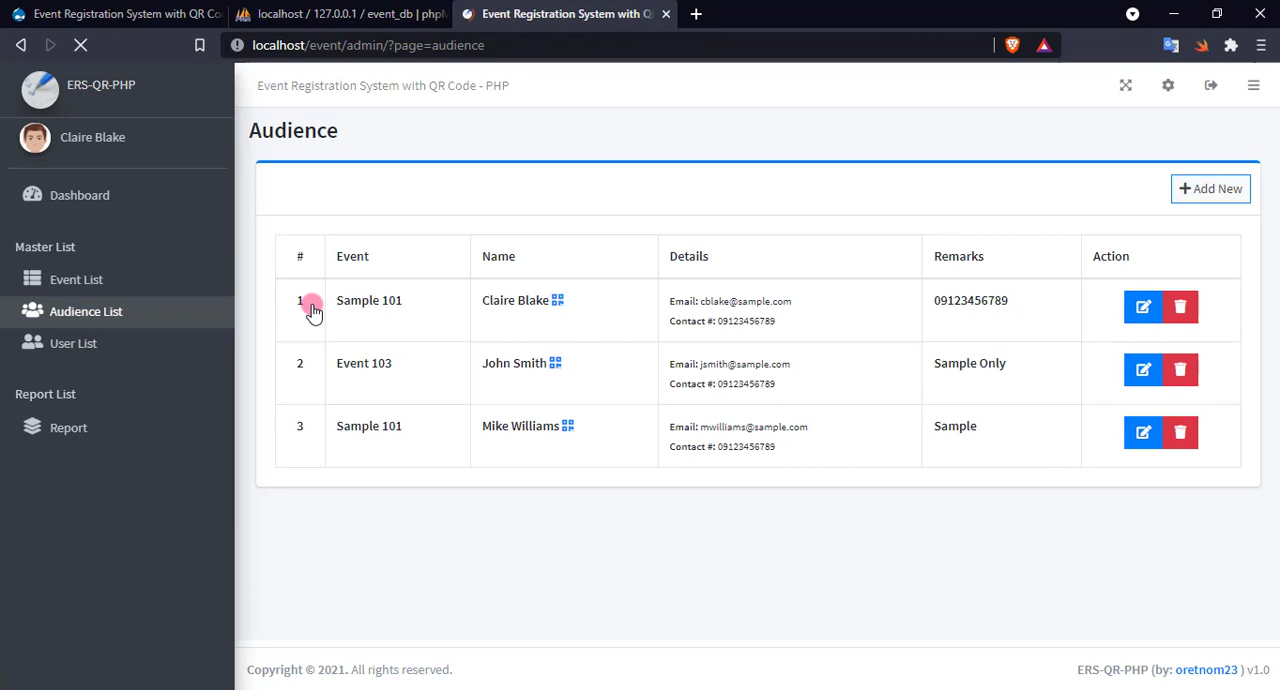 Event Registration System with QR Co
localhost / 127.0.0.1 / event_db | phpM
Event Registration System with Q
localhost/event/admin/?page=audience
ERS-QR-PHP
Event Registration System with QR Code - PHP
Claire Blake
Audience
Dashboard
Add New
Master List
Event List
Audience List
User List
Report List
Report
# Event Name Details Remarks Action
1 Sample 101 Claire Blake Email: cblake@sample.com 09123456789
Contact #: 09123456789
2 Event 103 John Smith Email: jsmith@sample.com Sample Only
Contact #: 09123456789
3 Sample 101 Mike Williams Email: mwilliams@sample.com Sample
Contact #: 09123456789
Copyright © 2021. All rights reserved.
ERS-QR-PHP (by: oretnom23 ) v1.0